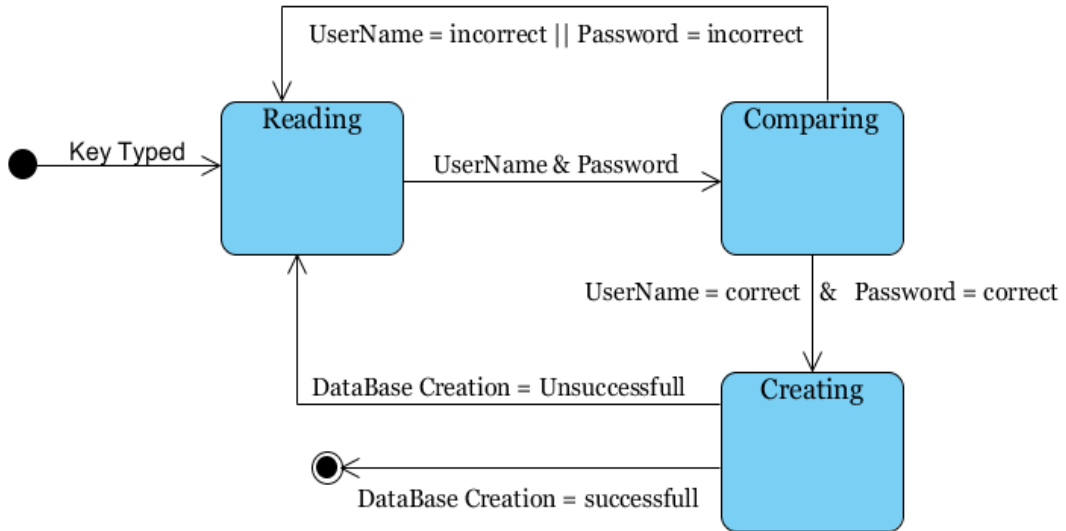 UserName = incorrect || Password = incorrect
Reading
Comparing
Key Typed
UserName & Password
UserName = correct & Password = correct
DataBase Creation = Unsuccessfull
Creating
DataBase Creation = successfull